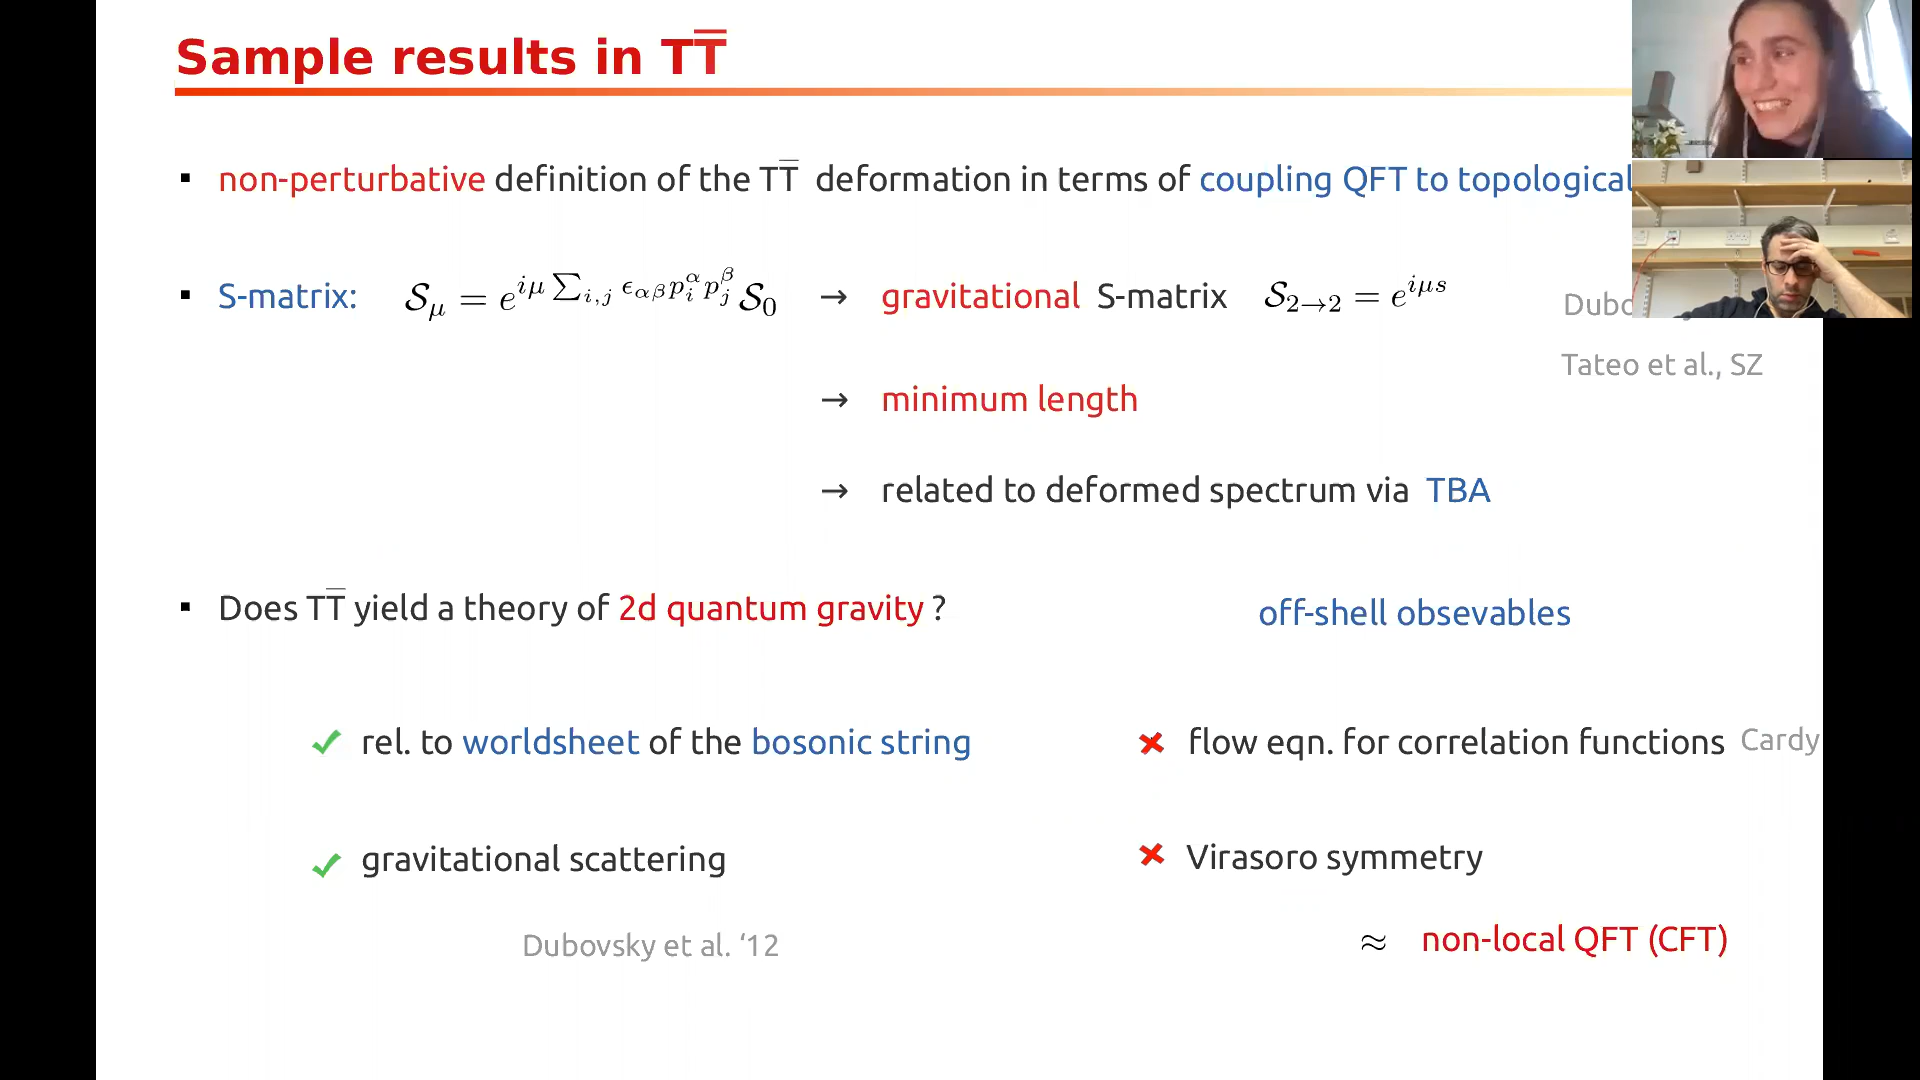 Sample results in TT̅
▪ non-perturbative definition of the TT̅ deformation in terms of coupling QFT to topological
▪ S-matrix: 𝒮_μ = e^{iμ ∑_{i,j} ϵ_{αβ} p_i^α p_j^β} 𝒮_0 → gravitational S-matrix 𝒮_{2→2} = e^{iμs}
Tateo et al., SZ
→ minimum length
→ related to deformed spectrum via TBA
▪ Does TT̅ yield a theory of 2d quantum gravity ? off-shell obsevables
✔ rel. to worldsheet of the bosonic string ✖ flow eqn. for correlation functions Cardy
✔ gravitational scattering ✖ Virasoro symmetry
Dubovsky et al. ‘12 ≈ non-local QFT (CFT)